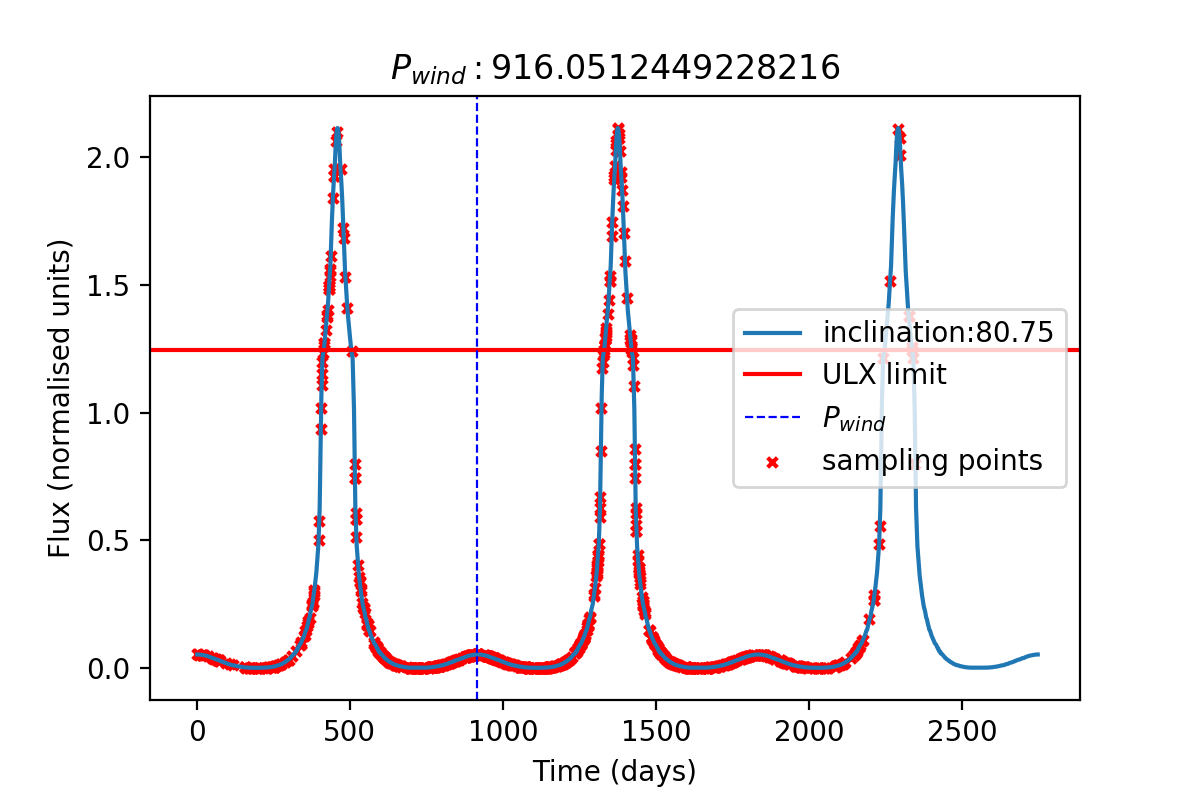 P_wind : 916.0512449228216
Flux (normalised units)
2.0
1.5
1.0
0.5
0.0
inclination:80.75
ULX limit
P_wind
sampling points
0
500
1000
1500
2000
2500
Time (days)